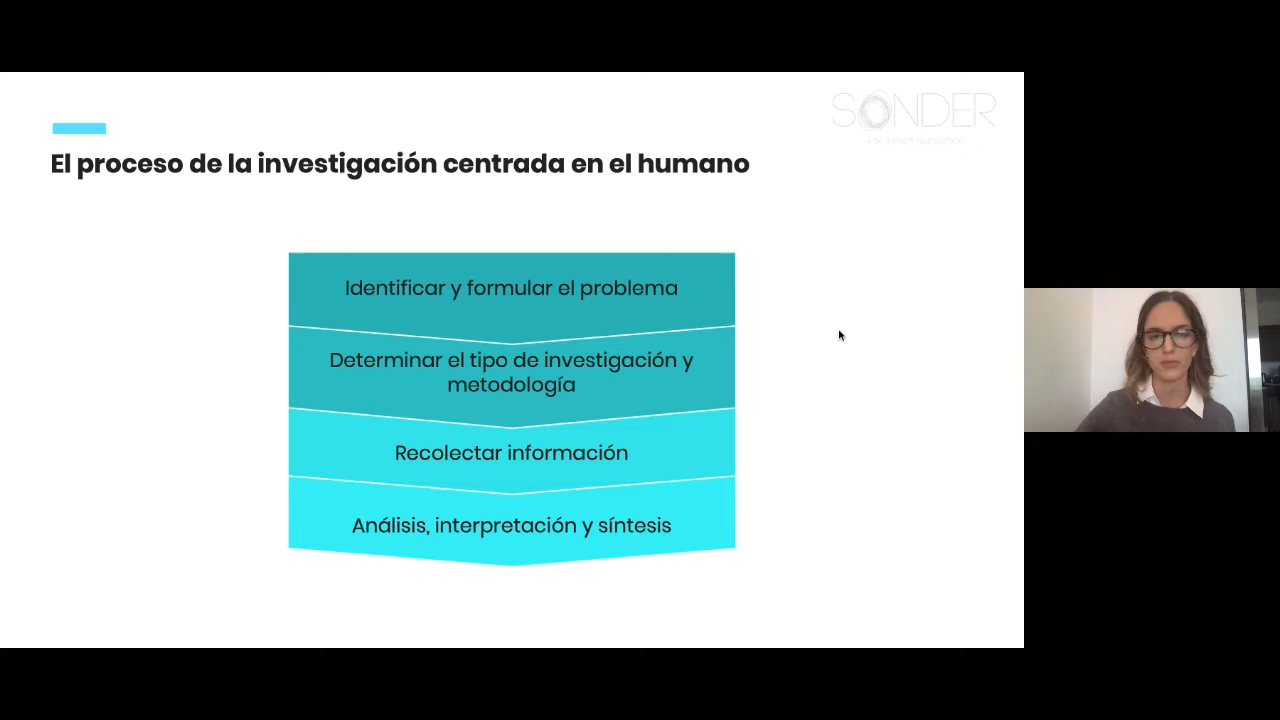 SONDER
El proceso de la investigación centrada en el humano
Identificar y formular el problema
Determinar el tipo de investigación y
metodología
Recolectar información
Análisis, interpretación y síntesis